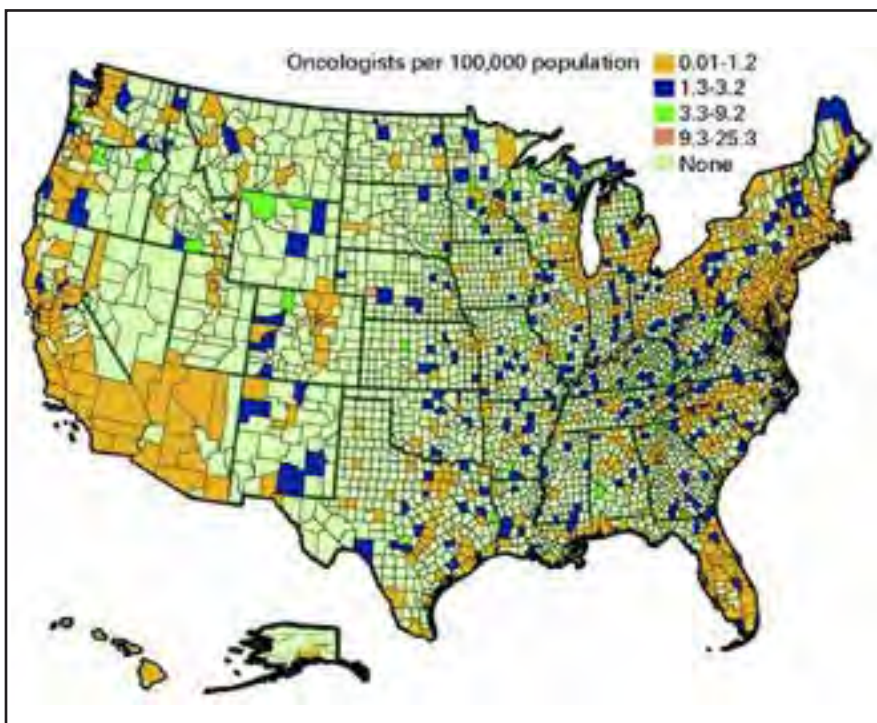 Oncologists per 100,000 population
0.01-1.2
1.3-3.2
3.3-9.2
9.3-25.3
None